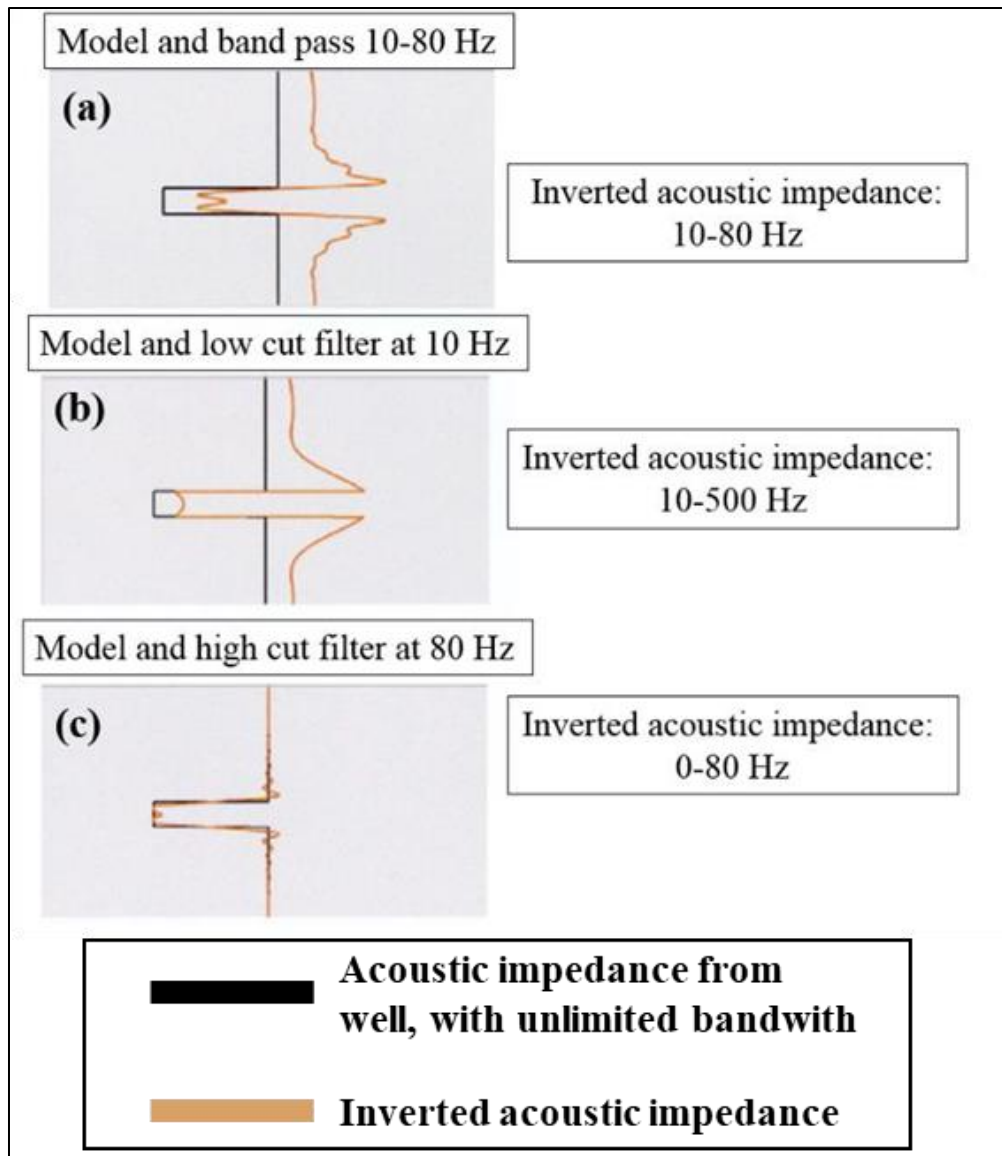 Model and band pass 10-80 Hz
(a)
Inverted acoustic impedance:
10-80 Hz
Model and low cut filter at 10 Hz
(b)
Inverted acoustic impedance:
10-500 Hz
Model and high cut filter at 80 Hz
(c)
Inverted acoustic impedance:
0-80 Hz
Acoustic impedance from
well, with unlimited bandwith
Inverted acoustic impedance